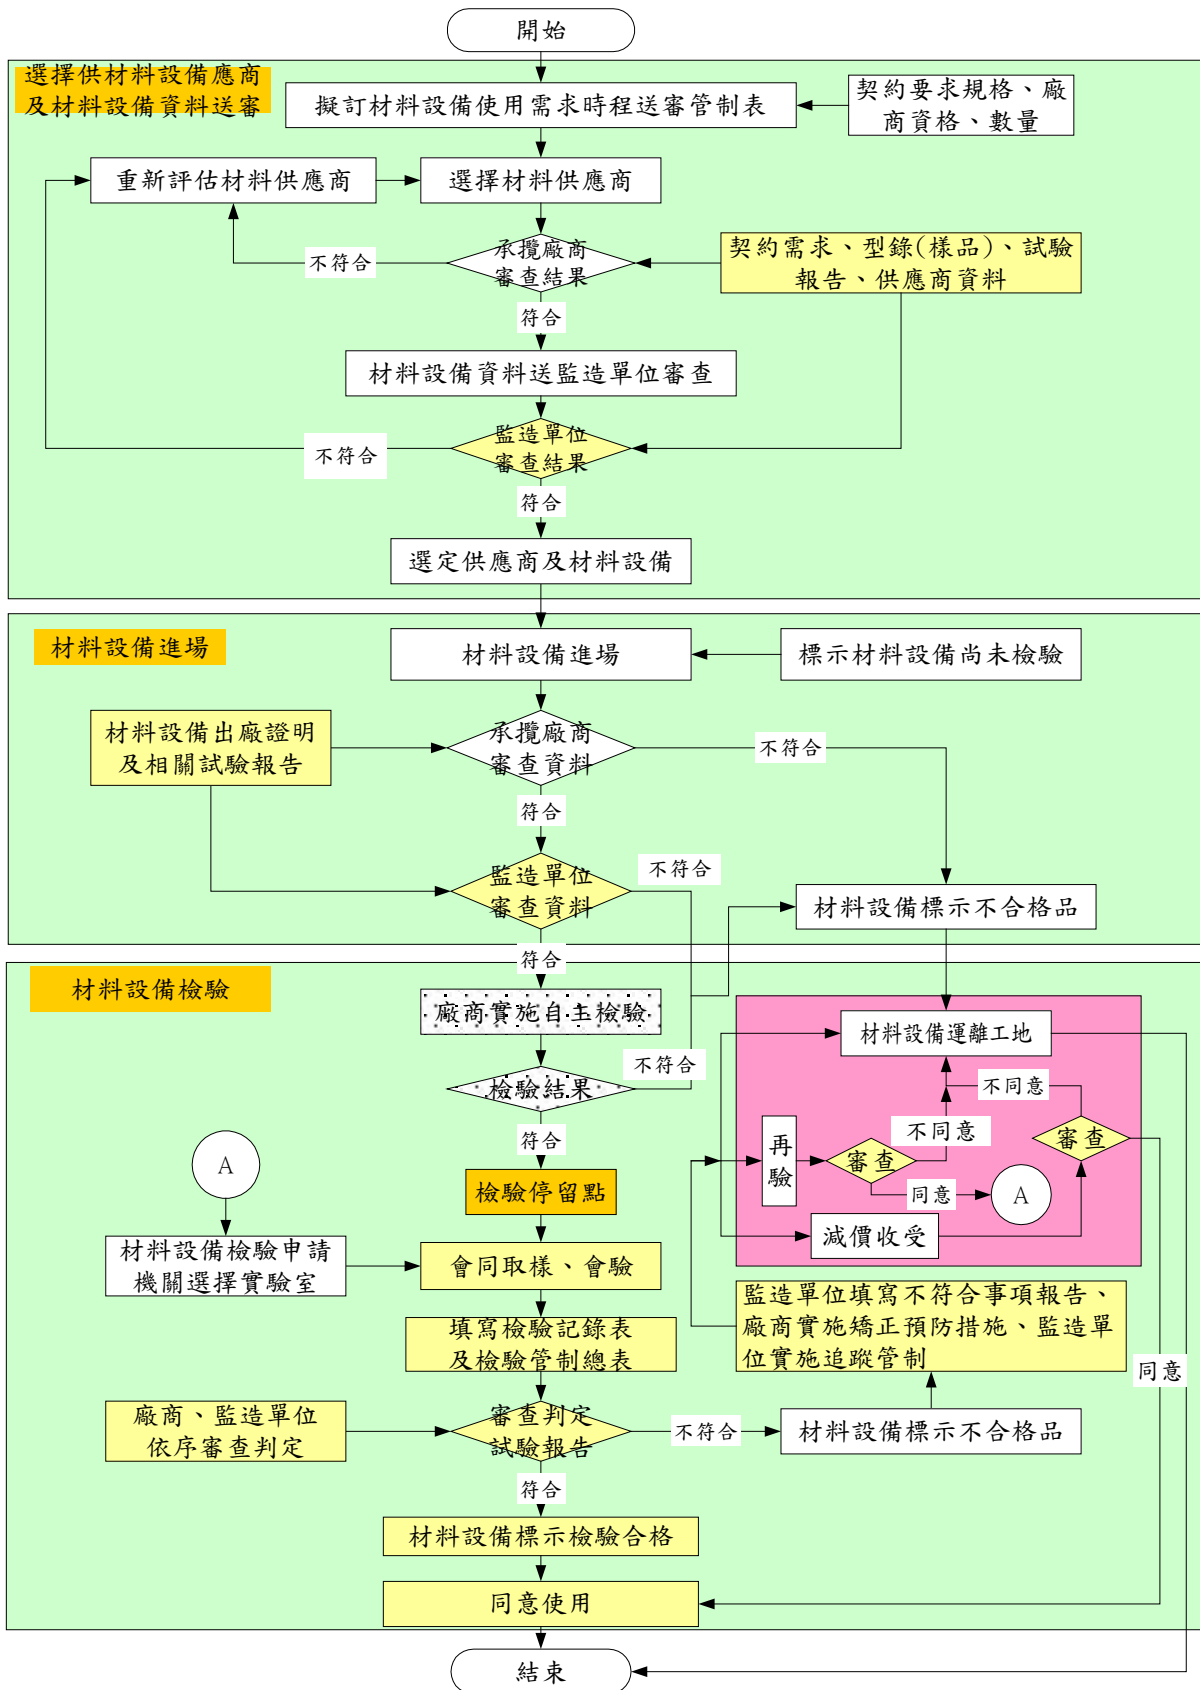 開始
選擇供材料設備應商
及材料設備資料送審
擬訂材料設備使用需求時程送審管制表
契約要求規格、廠
商資格、數量
重新評估材料供應商
選擇材料供應商
承攬廠商
審查結果
不符合
契約需求、型錄(樣品)、試驗
報告、供應商資料
符合
材料設備資料送監造單位審查
監造單位
審查結果
不符合
符合
選定供應商及材料設備
材料設備進場
材料設備進場
標示材料設備尚未檢驗
材料設備出廠證明
及相關試驗報告
承攬廠商
審查資料
不符合
符合
監造單位
審查資料
不符合
材料設備標示不合格品
符合
材料設備檢驗
廠商實施自主檢驗
材料設備運離工地
不符合
檢驗結果
不同意
符合
再
驗
審查
不同意
審查
A
同意
A
檢驗停留點
減價收受
材料設備檢驗申請
機關選擇實驗室
會同取樣、會驗
填寫檢驗記錄表
及檢驗管制總表
監造單位填寫不符合事項報告、
廠商實施矯正預防措施、監造單
位實施追蹤管制
同意
廠商、監造單位
依序審查判定
審查判定
試驗報告
不符合
材料設備標示不合格品
符合
材料設備標示檢驗合格
同意使用
結束